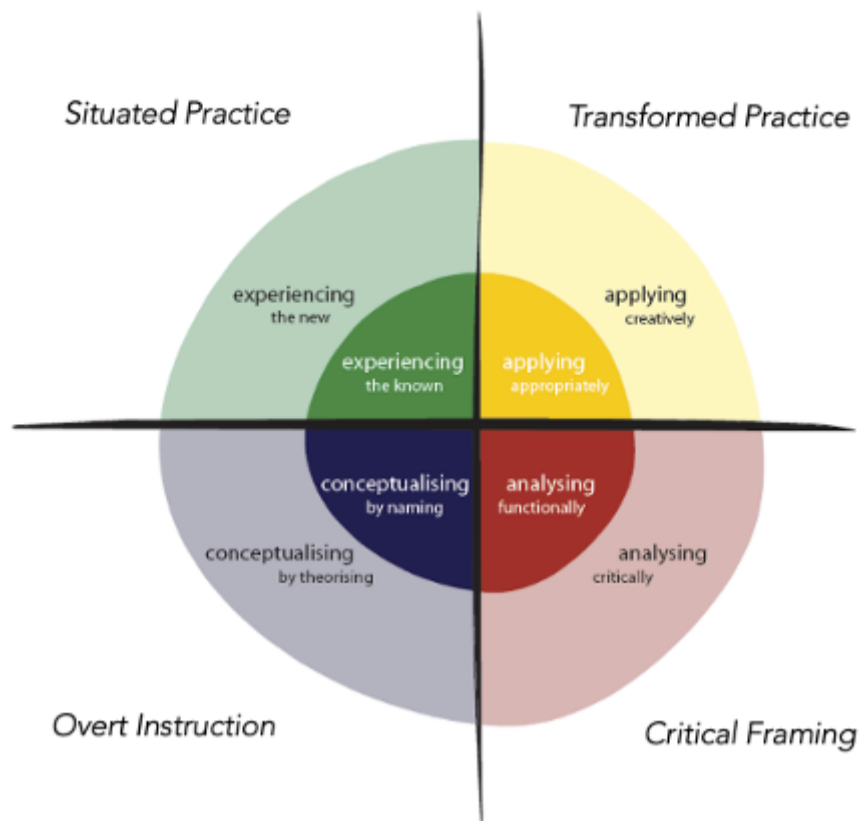 Situated Practice
Transformed Practice
experiencing
the new
applying
creatively
experiencing
the known
applying
appropriately
conceptualising
by naming
analysing
functionally
conceptualising
by theorising
analysing
critically
Overt Instruction
Critical Framing